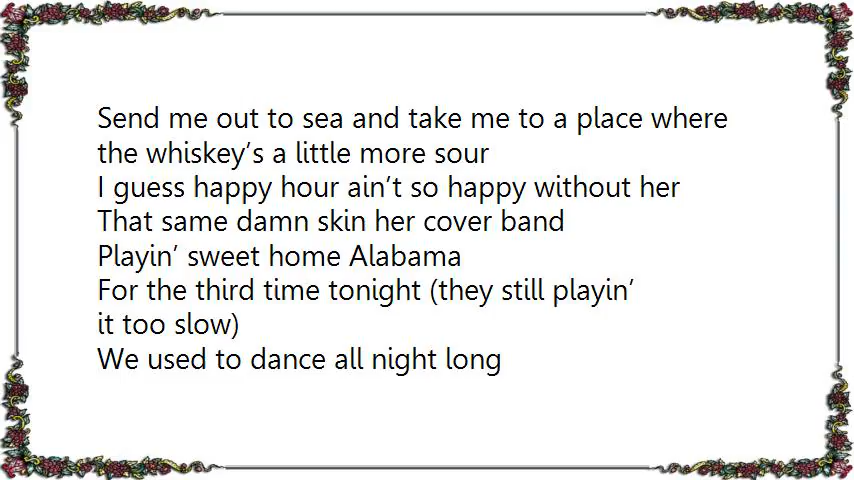 Send me out to sea and take me to a place where
the whiskey’s a little more sour
I guess happy hour ain’t so happy without her
That same damn skin her cover band
Playin’ sweet home Alabama
For the third time tonight (they still playin’
it too slow)
We used to dance all night long